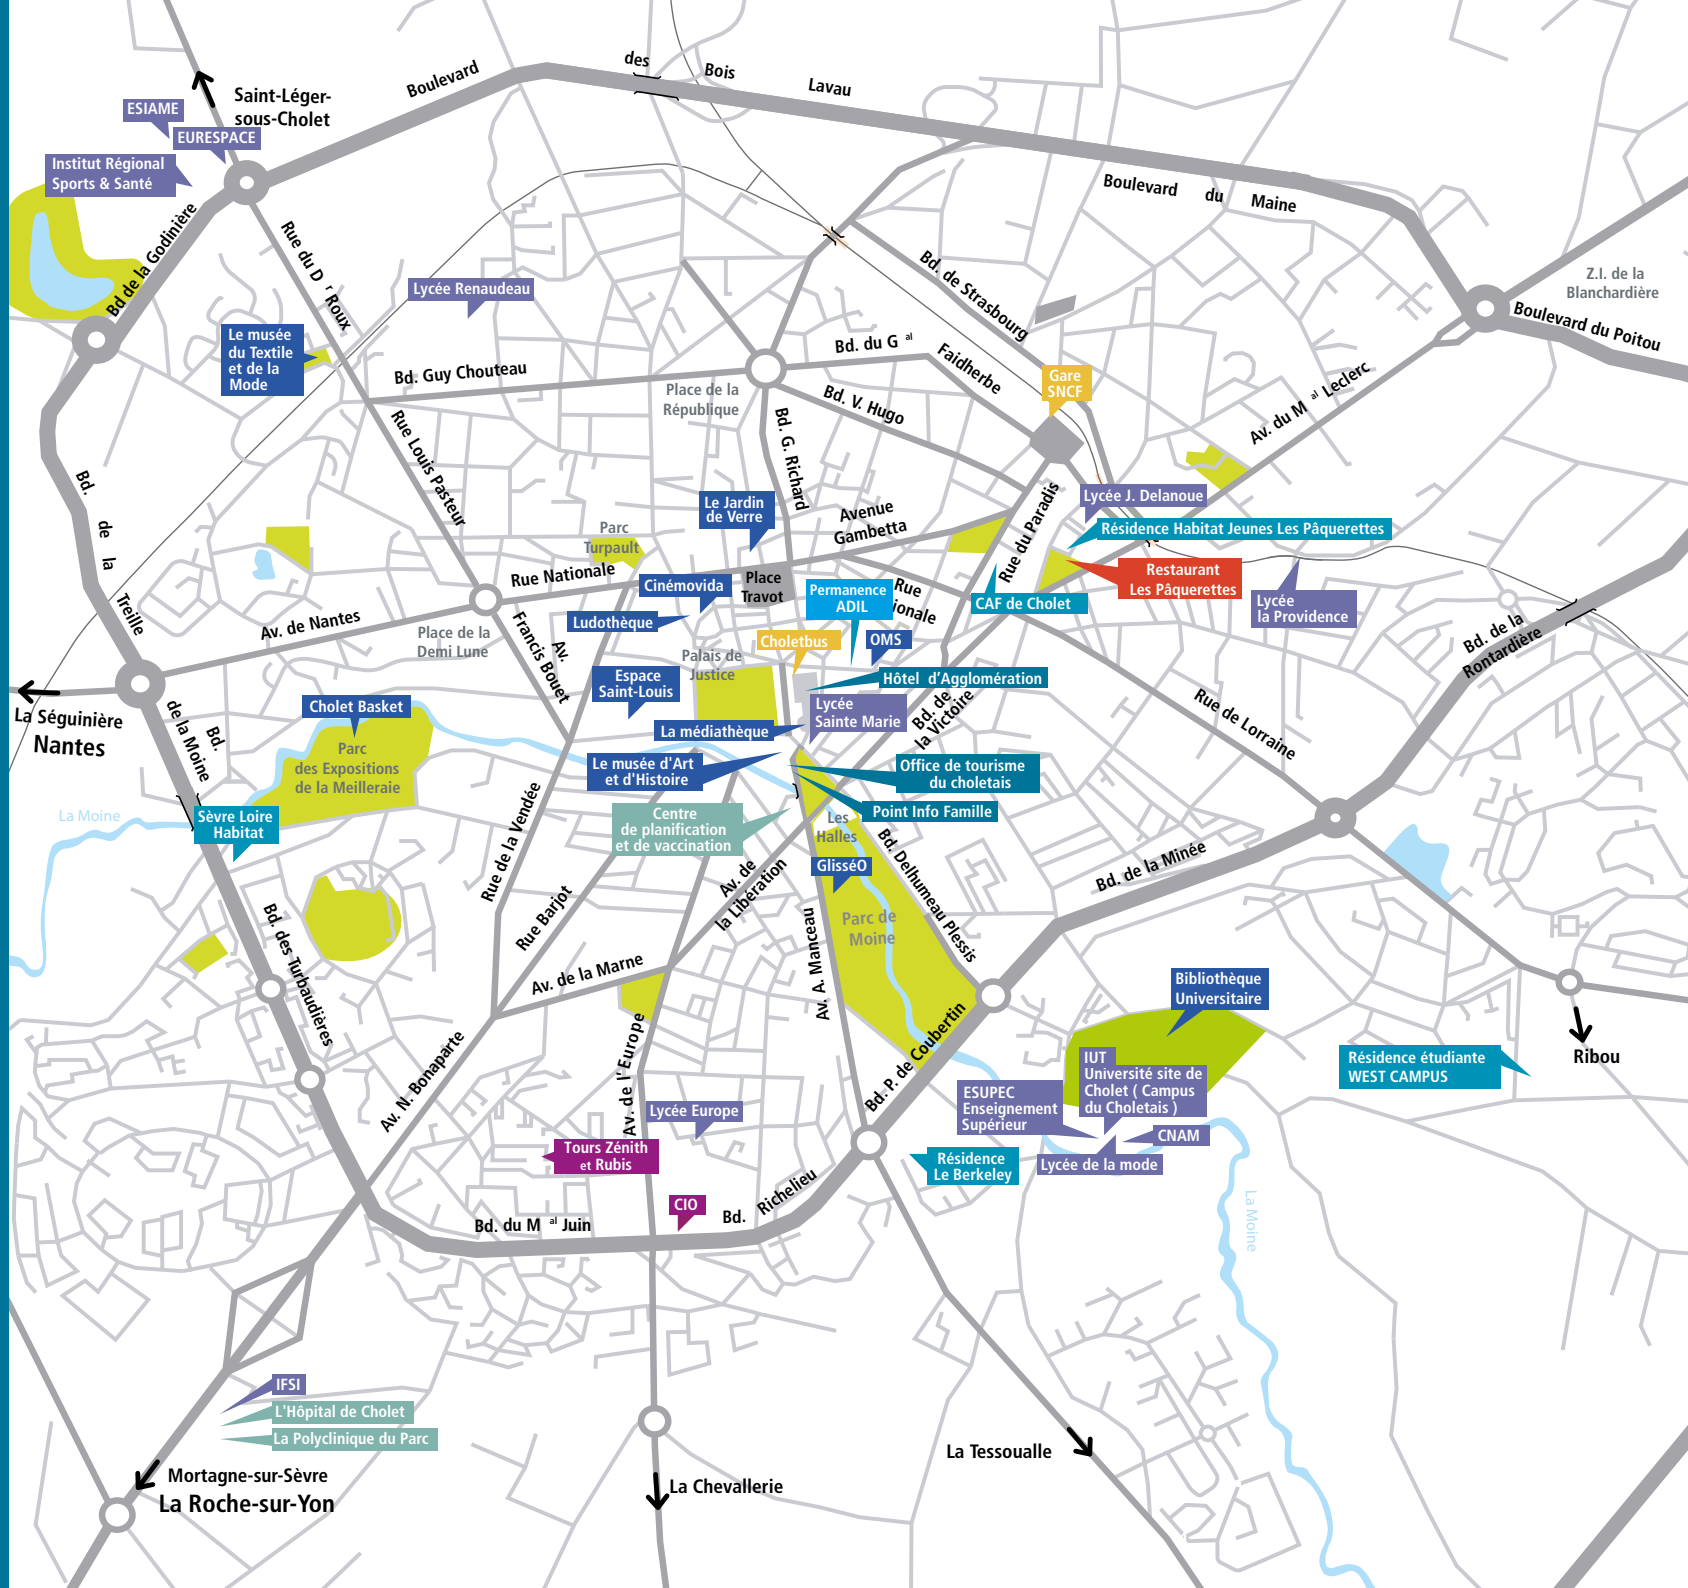 Boulevard
des
Bois
Lavau
Saint-Léger-
sous-Cholet
ESIAME
EURESPACE
Institut Régional
Sports & Santé
Boulevard
du
Maine
Bd de la Godinière
Rue du D r Roux
Lycée Renaudeau
Bd. de Strasbourg
Z.I. de la
Blanchardière
Boulevard du Poitou
Le musée
du Textile
et de la
Mode
Bd. Guy Chouteau
Bd. du G al
Faidherbe
Gare
SNCF
Place de la
République
Bd. V. Hugo
Av. du M al Leclerc
Rue Louis Pasteur
Bd. G. Richard
Bd.
de
la
Treille
Le Jardin
de Verre
Avenue
Gambetta
Rue du Paradis
Lycée J. Delanoue
Résidence Habitat Jeunes Les Pâquerettes
Parc
Turpault
Rue Nationale
Cinémovida
Place
Travot
Permanence
ADIL
Rue
ionale
CAF de Cholet
Restaurant
Les Pâquerettes
Lycée
la Providence
Av. de Nantes
Ludothèque
Place de la
Demi Lune
Av.
Francis Bouet
Palais de
Justice
Choletbus
OMS
Bd. de la
Rontardière
Espace
Saint-Louis
Hôtel d'Agglomération
La Séguinière
Nantes
Bd.
de la Moine
Cholet Basket
Lycée
Sainte Marie
Bd. de
la Victoire
Rue de Lorraine
La médiathèque
Parc
des Expositions
de la Meilleraie
Le musée d'Art
et d'Histoire
Office de tourisme
du choletais
La Moine
Sèvre Loire
Habitat
Rue de la Vendée
Centre
de planification
et de vaccination
Point Info Famille
Les
Halles
Bd. Delhumeau Plessis
Bd. de la Minée
GlisséO
Av. de
la Libération
Rue Barjot
Bd. des Turbaudières
Parc de
Moine
Av. A. Manceau
Av. de la Marne
Bibliothèque
Universitaire
Bd. P. de Coubertin
Av. N. Bonaparte
Av. de l'Europe
IUT
Université site de
Cholet ( Campus
du Choletais )
Résidence étudiante
WEST CAMPUS
Ribou
ESUPEC
Enseignement
Supérieur
Lycée Europe
CNAM
Tours Zénith
et Rubis
Résidence
Le Berkeley
Lycée de la mode
CIO
Bd. du M al Juin
Bd.
Richelieu
La Moine
IFSI
L'Hôpital de Cholet
La Polyclinique du Parc
La Tessoualle
Mortagne-sur-Sèvre
La Roche-sur-Yon
La Chevallerie